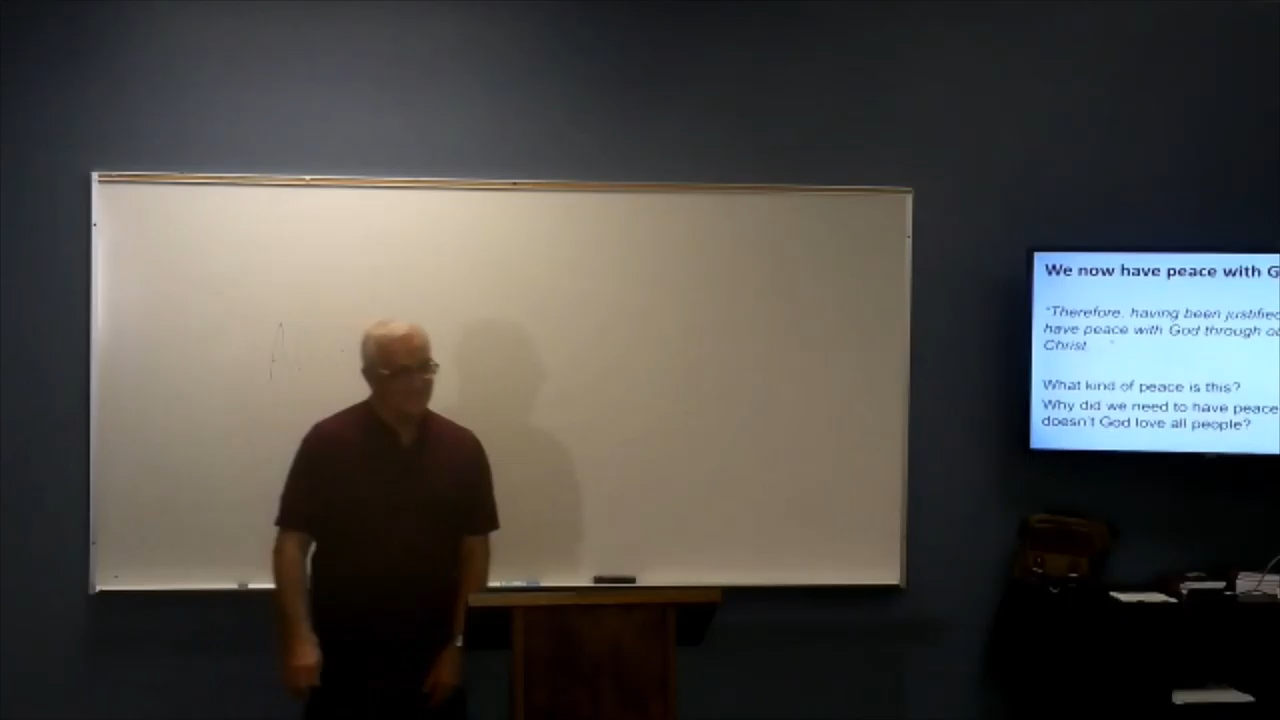 We now have peace with G
"Therefore, having been justified
have peace with God through o
Christ. "
What kind of peace is this?
Why did we need to have peace
doesn't God love all people?